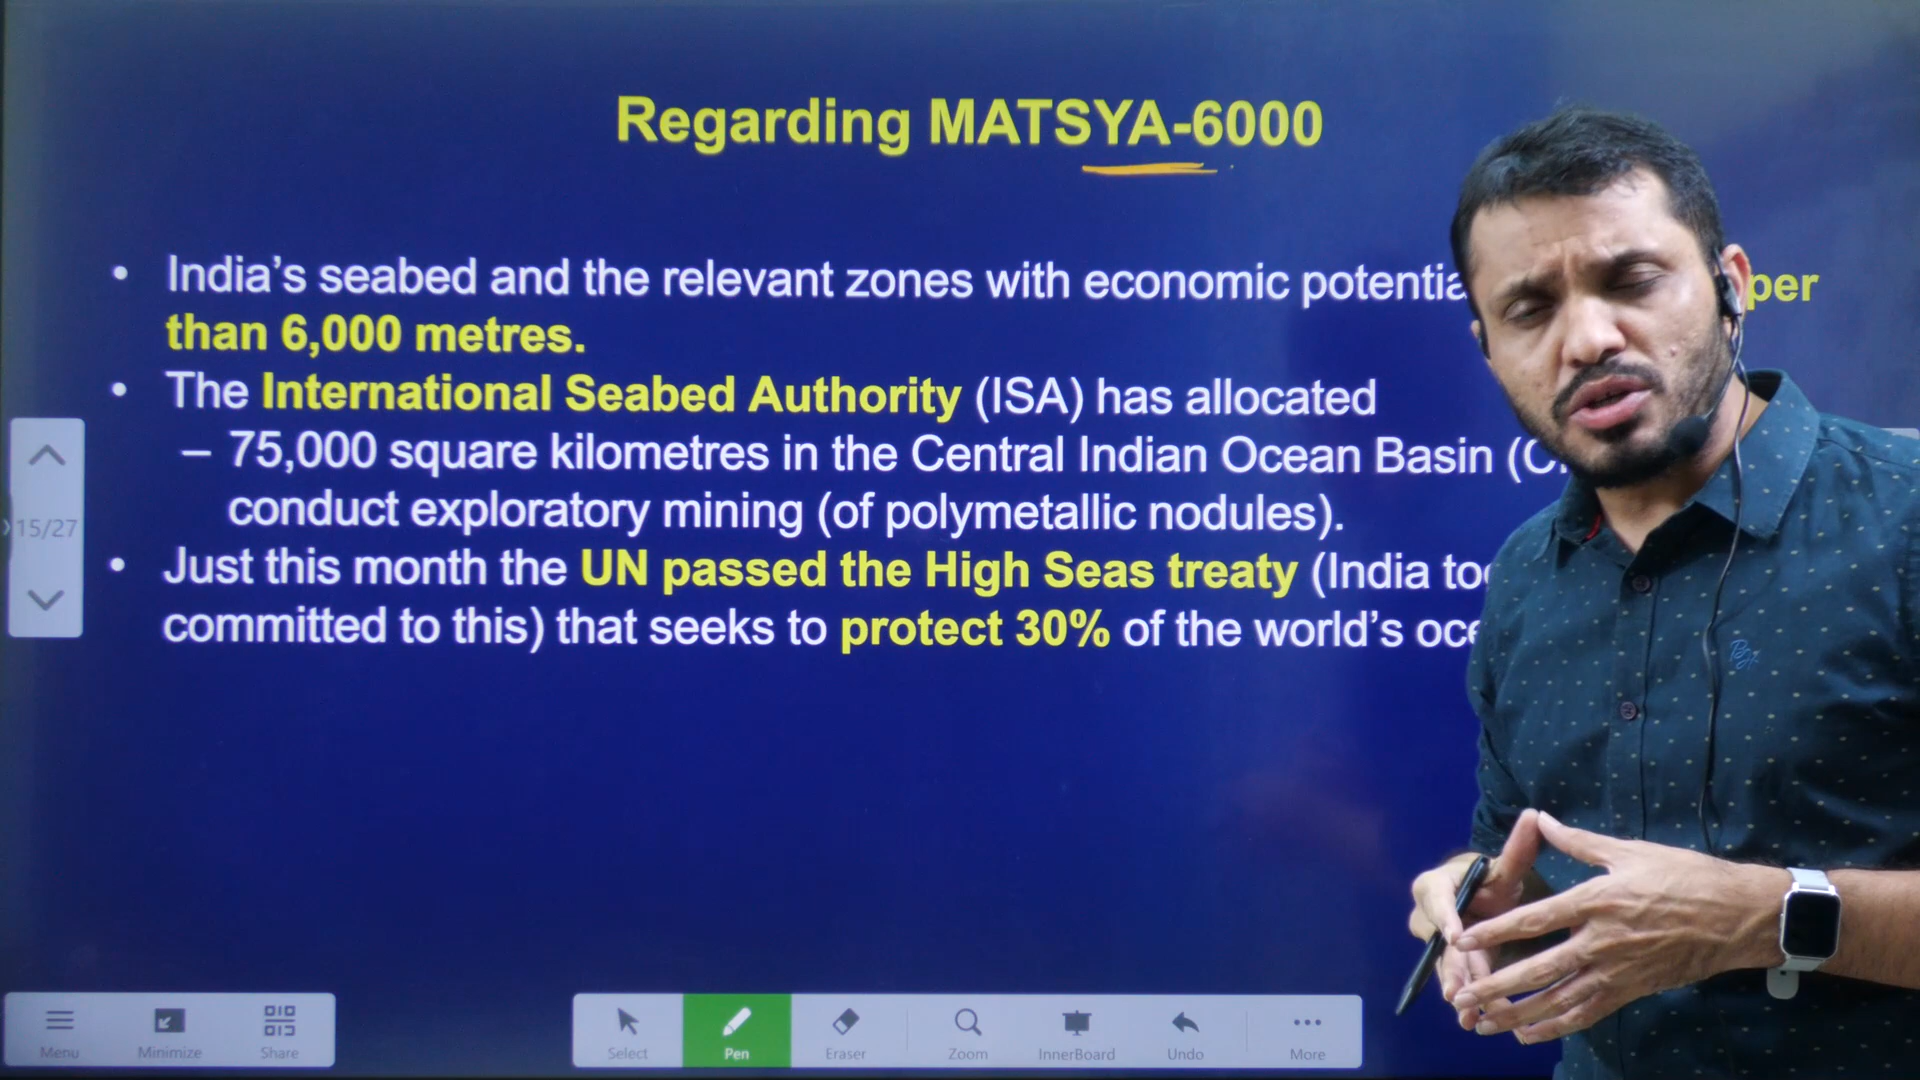 Regarding MATSYA-6000
• India's seabed and the relevant zones with economic potentia per
than 6,000 metres.
• The International Seabed Authority (ISA) has allocated
– 75,000 square kilometres in the Central Indian Ocean Basin (
conduct exploratory mining (of polymetallic nodules).
• Just this month the UN passed the High Seas treaty (India
committed to this) that seeks to protect 30% of the world's
15/27
Menu Minimize Share
Select Pen Eraser Zoom InnerBoard Undo More